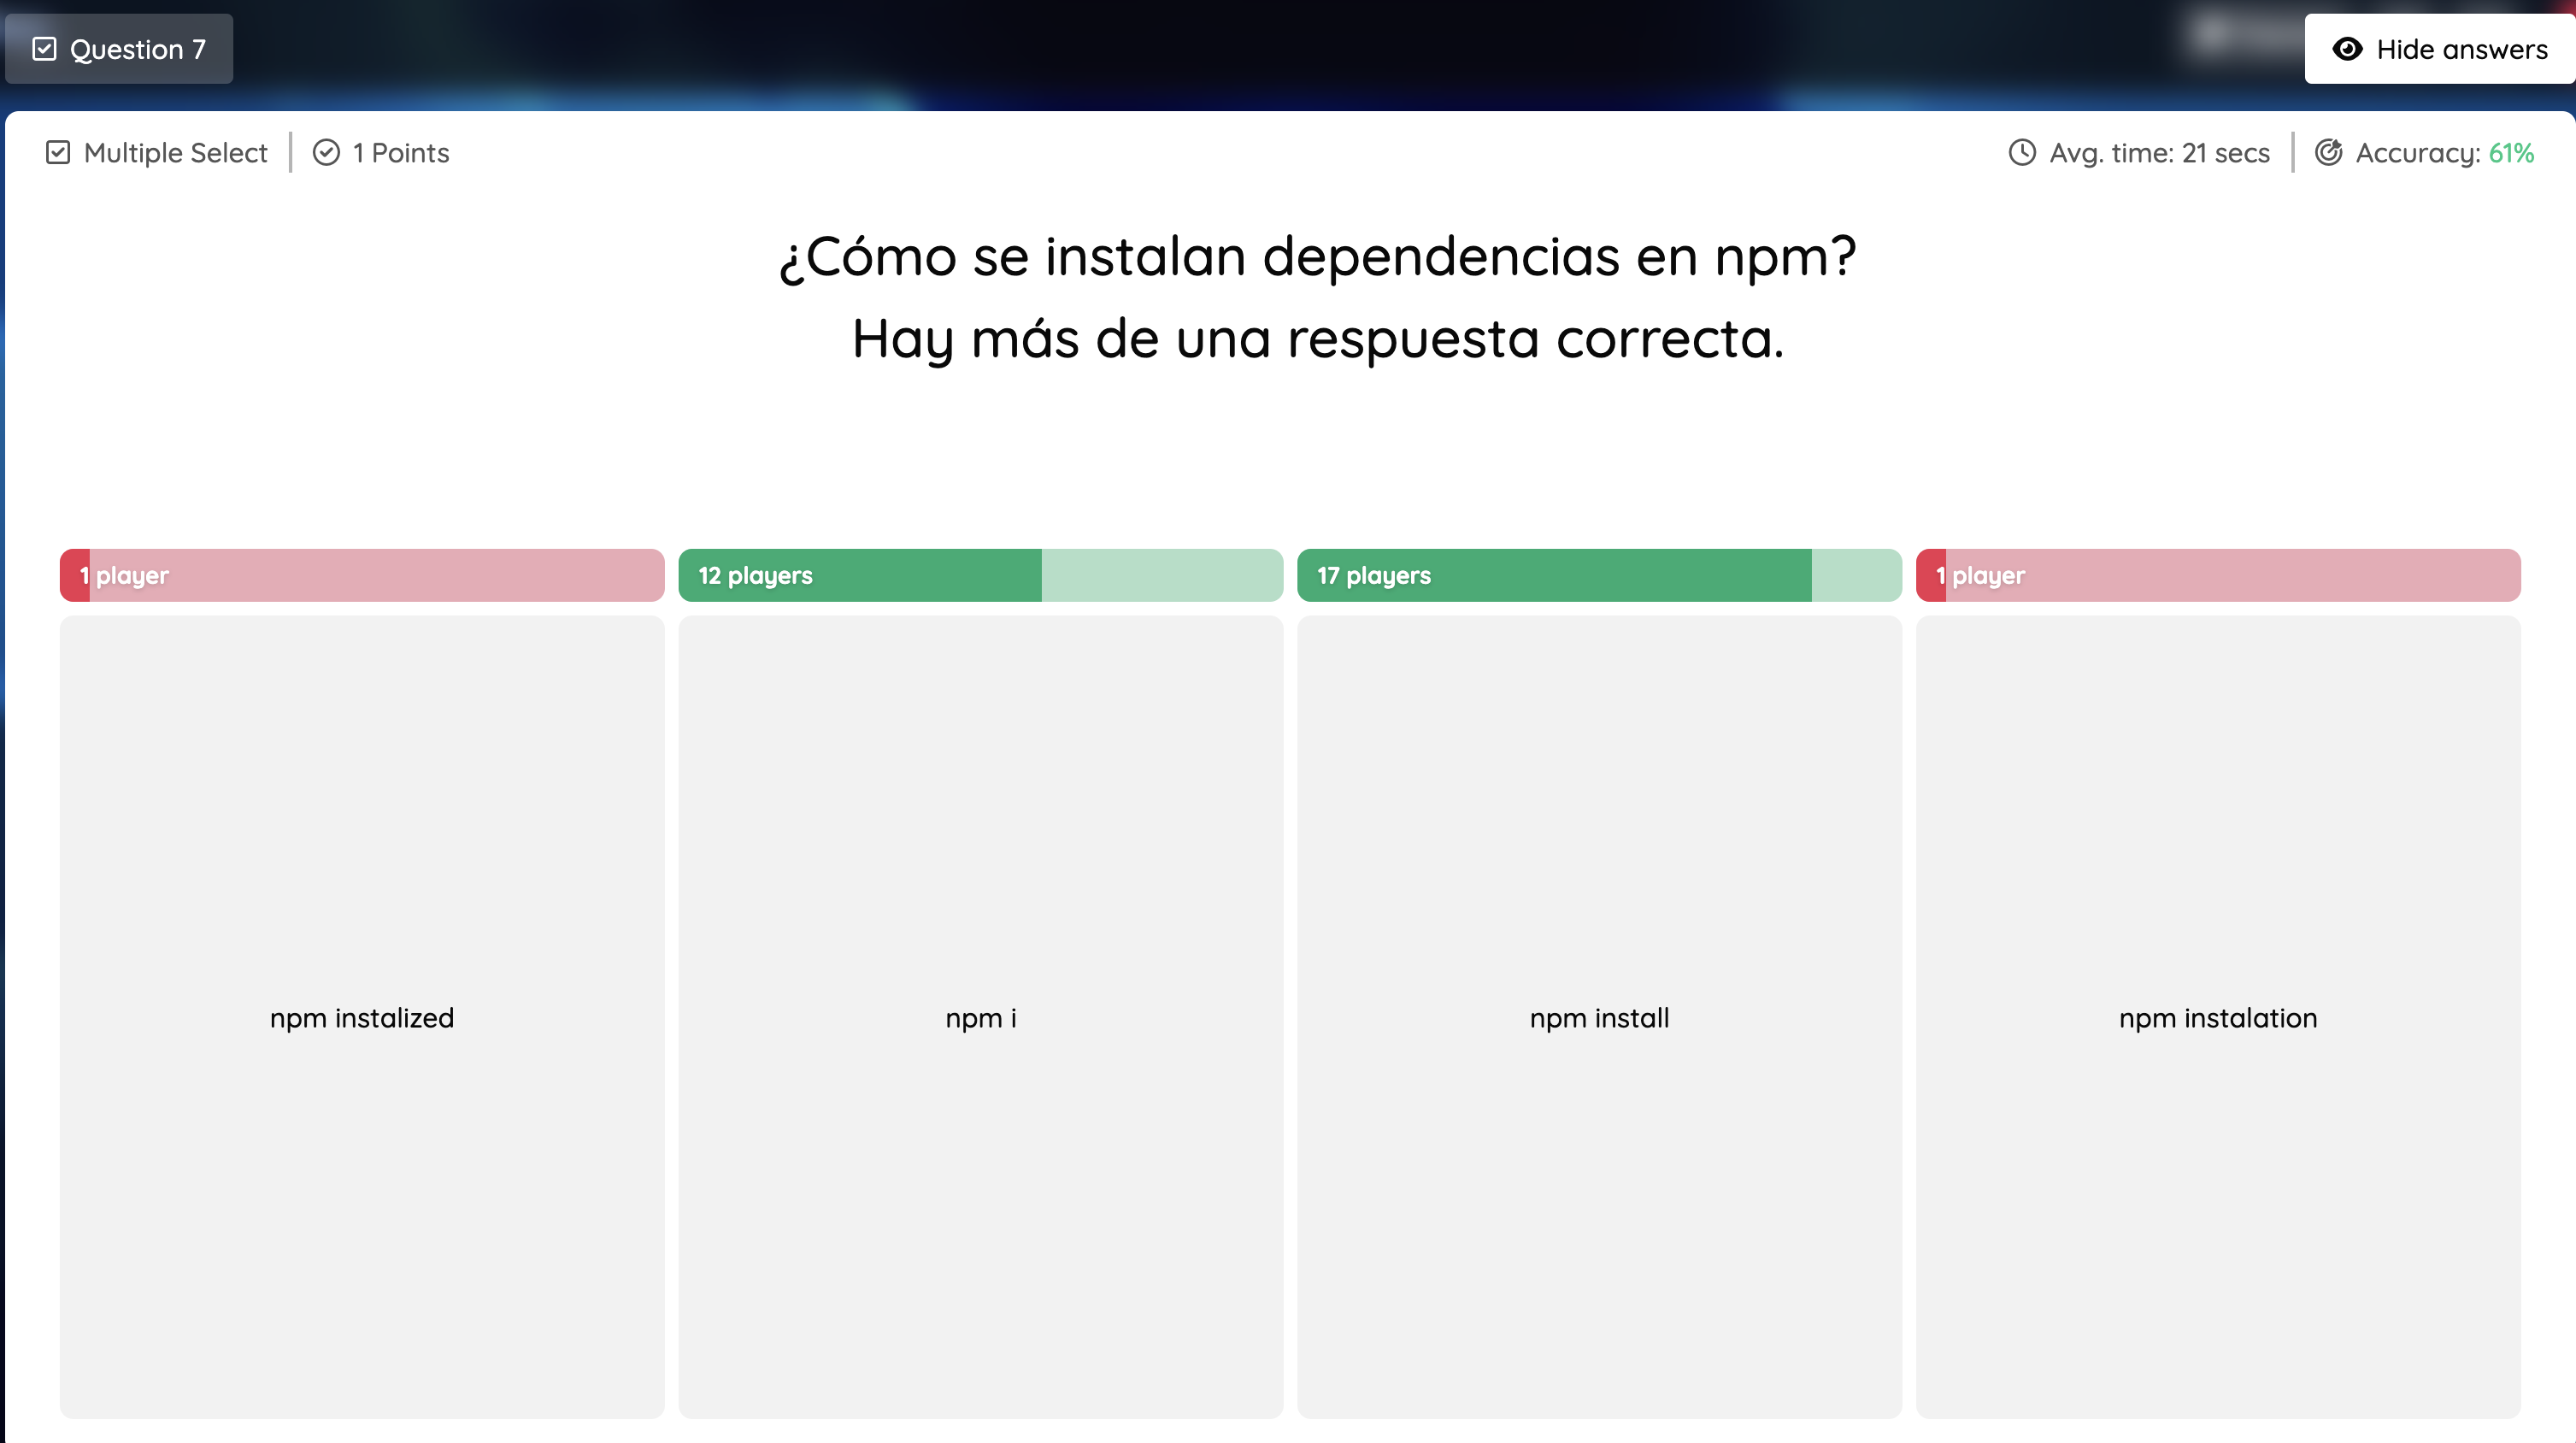 Question 7
Hide answers
Multiple Select
1 Points
Avg. time: 21 secs
Accuracy: 61%
¿Cómo se instalan dependencias en npm?
Hay más de una respuesta correcta.
1 player
12 players
17 players
1 player
npm instalized
npm i
npm install
npm instalation